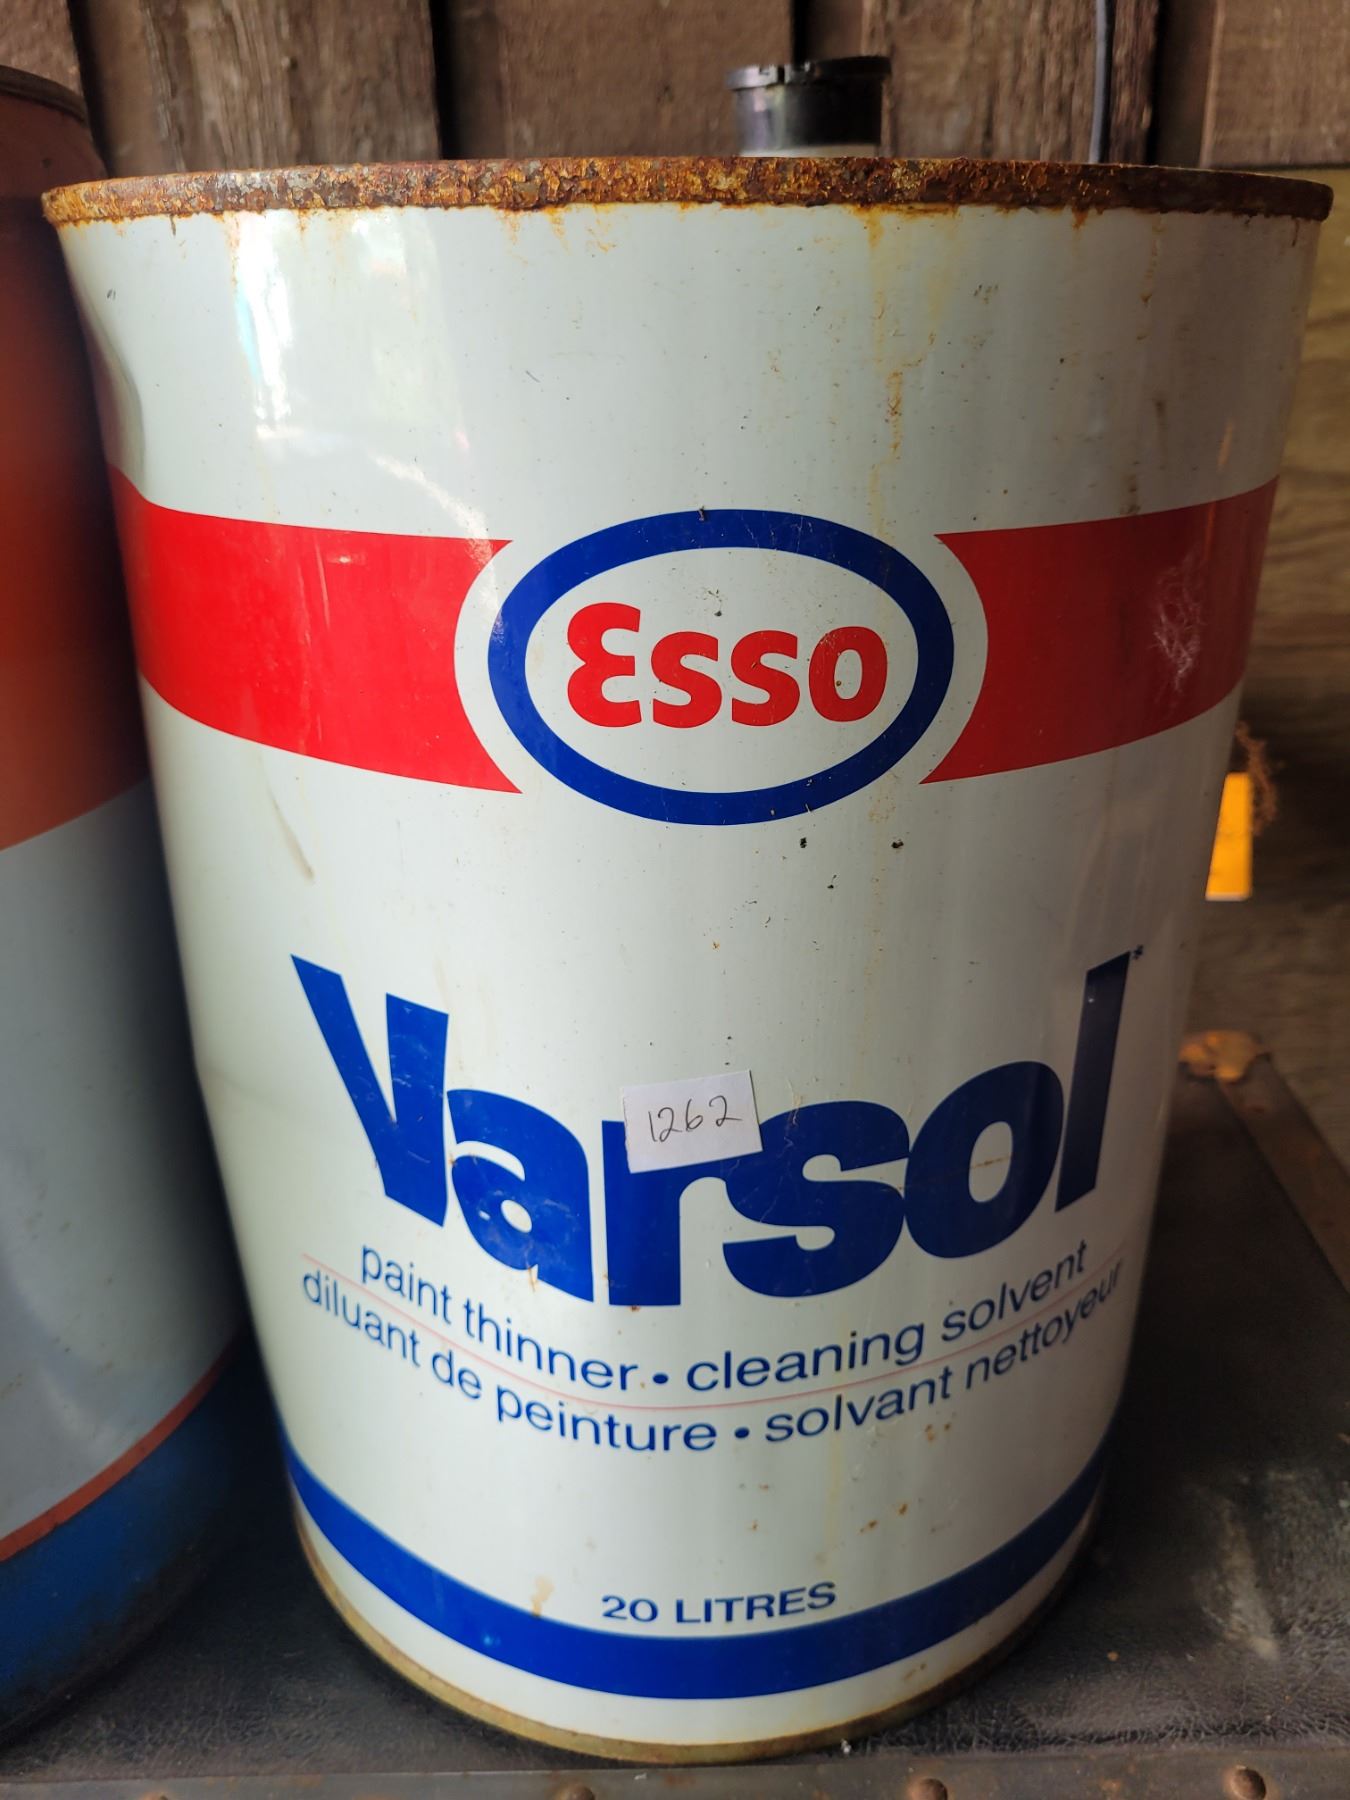 Esso
Varsol*
1262
paint thinner • cleaning solvent
diluant de peinture • solvant nettoyeur
20 LITRES